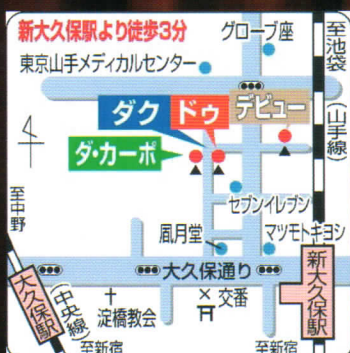 新大久保駅より徒歩3分
グローブ座
至池袋
東京山手メディカルセンター
(山手線)
ダク
ドゥ
デビュー
ダ・カーポ
至中野
セブンイレブン
凮月堂
マツモトキヨシ
大久保通り
新大久保駅
大久保駅
(中央線)
淀橋教会
交番
至新宿
至新宿